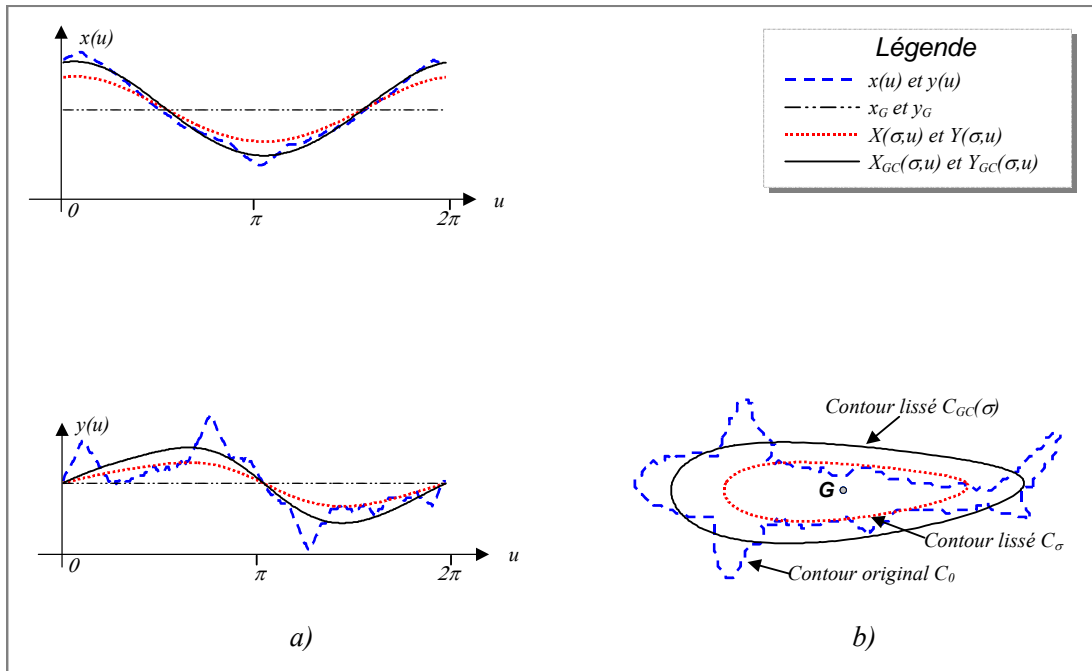 x(u)
0
π
2π
u
Légende
x(u) et y(u)
x_G et y_G
X(σ,u) et Y(σ,u)
X_GC(σ,u) et Y_GC(σ,u)
y(u)
0
π
2π
u
a)
Contour lissé C_GC(σ)
G
Contour lissé C_σ
Contour original C_0
b)